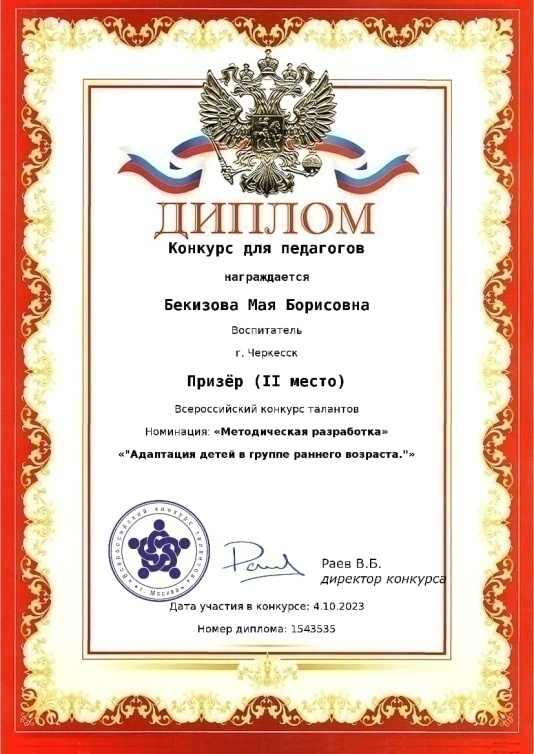 ДИПЛОМ
Конкурс для педагогов
награждается
Бекизова Мая Борисовна
Воспитатель
г. Черкесск
Призёр (II место)
Всероссийский конкурс талантов
Номинация: «Методическая разработка»
«"Адаптация детей в группе раннего возраста."»
«Всероссийский конкурс талантов»
г. Москва
Раев В.Б.
директор конкурса
Дата участия в конкурсе: 4.10.2023
Номер диплома: 1543535